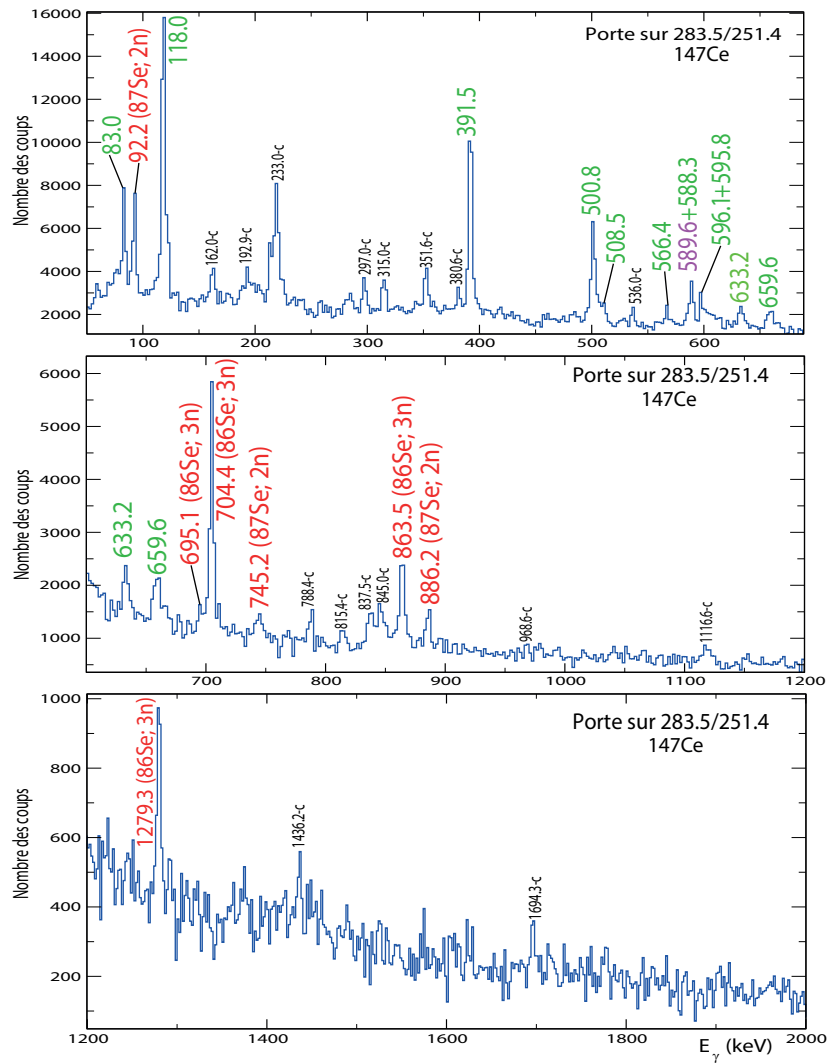 Porte sur 283.5/251.4
147Ce
Nombre des coups
16000
14000
12000
10000
8000
6000
4000
2000
83.0
92.2 (87Se; 2n)
118.0
162.0-c
192.9-c
233.0-c
297.0-c
315.0-c
351.6-c
380.6-c
391.5
500.8
508.5
536.0-c
566.4
589.6+588.3
596.1+595.8
633.2
659.6
100
200
300
400
500
600
Porte sur 283.5/251.4
147Ce
Nombre des coups
6000
5000
4000
3000
2000
1000
633.2
659.6
695.1 (86Se; 3n)
704.4 (86Se; 3n)
745.2 (87Se; 2n)
788.4-c
815.4-c
837.5-c
845.0-c
863.5 (86Se; 3n)
886.2 (87Se; 2n)
968.6-c
1116.6-c
700
800
900
1000
1100
1200
Porte sur 283.5/251.4
147Ce
Nombre des coups
1000
800
600
400
200
1279.3 (86Se; 3n)
1436.2-c
1694.3-c
1200
1400
1600
1800
2000
Eγ (keV)